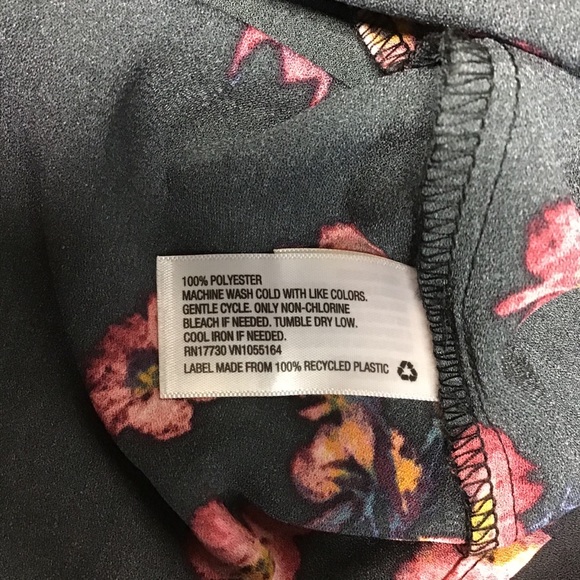 100% POLYESTER
MACHINE WASH COLD WITH LIKE COLORS.
GENTLE CYCLE. ONLY NON-CHLORINE
BLEACH IF NEEDED. TUMBLE DRY LOW.
COOL IRON IF NEEDED.
RN17730 VN1055164
LABEL MADE FROM 100% RECYCLED PLASTIC